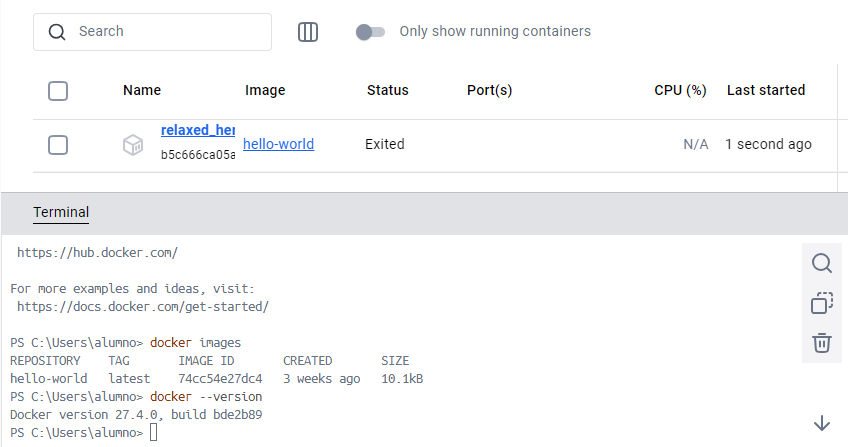 Search
Only show running containers
Name Image Status Port(s) CPU (%) Last started
relaxed_her
b5c666ca05a
hello-world Exited N/A 1 second ago
Terminal
https://hub.docker.com/
For more examples and ideas, visit:
https://docs.docker.com/get-started/
PS C:\Users\alumno> docker images
REPOSITORY TAG IMAGE ID CREATED SIZE
hello-world latest 74cc54e27dc4 3 weeks ago 10.1kB
PS C:\Users\alumno> docker --version
Docker version 27.4.0, build bde2b89
PS C:\Users\alumno>